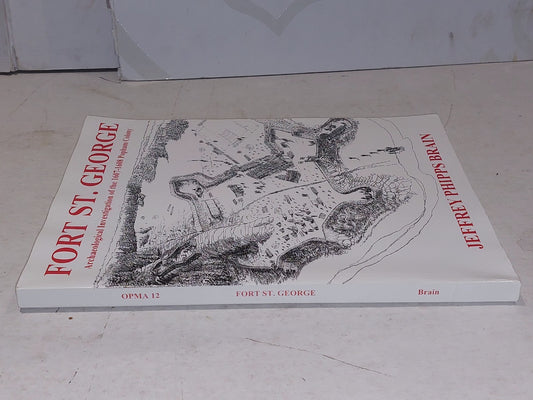 FORT ST. GEORGE
Archaeological Investigation of the 1607-1608 Popham Colony
JEFFREY PHIPPS BRAIN
OPMA 12 FORT ST. GEORGE Brain